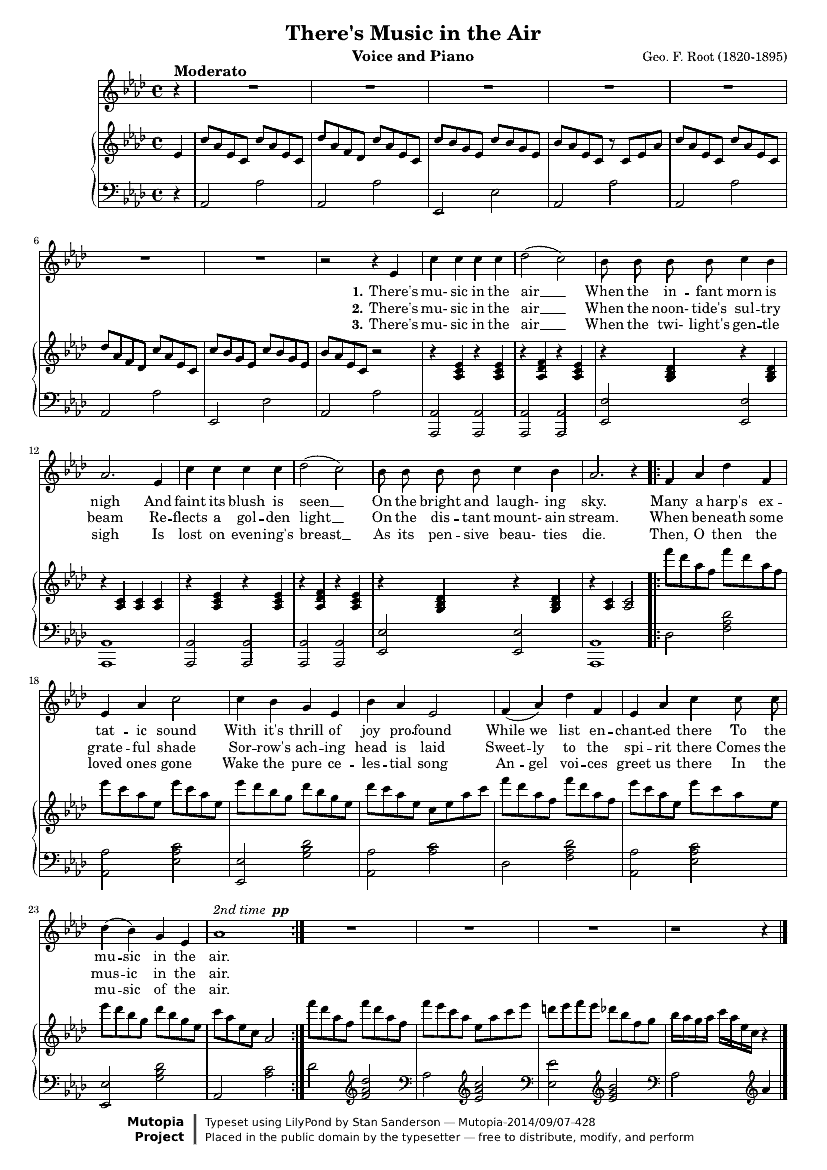 There's Music in the Air
Voice and Piano
Geo. F. Root (1820-1895)
Moderato
6
1. There's mu- sic in the air___ When the in - fant morn is
2. There's mu- sic in the air___ When the noon- tide's sul - try
3. There's mu- sic in the air___ When the twi- light's gen - tle
12
nigh And faint its blush is seen__ On the bright and laugh- ing sky. Many a harp's ex -
beam Re - flects a gol - den light__ On the dis - tant mount- ain stream. When beneath some
sigh Is lost on evening's breast__ As its pen - sive beau- ties die. Then, O then the
18
tat - ic sound With it's thrill of joy pro-found While we list en - chant-ed there To the
grate - ful shade Sor- row's ach - ing head is laid Sweet - ly to the spi - rit there Comes the
loved ones gone Wake the pure ce - les - tial song An - gel voi - ces greet us there In the
23
2nd time pp
mu - sic in the air.
mus - ic in the air.
mu - sic of the air.
Mutopia Project
Typeset using LilyPond by Stan Sanderson — Mutopia-2014/09/07-428
Placed in the public domain by the typesetter — free to distribute, modify, and perform